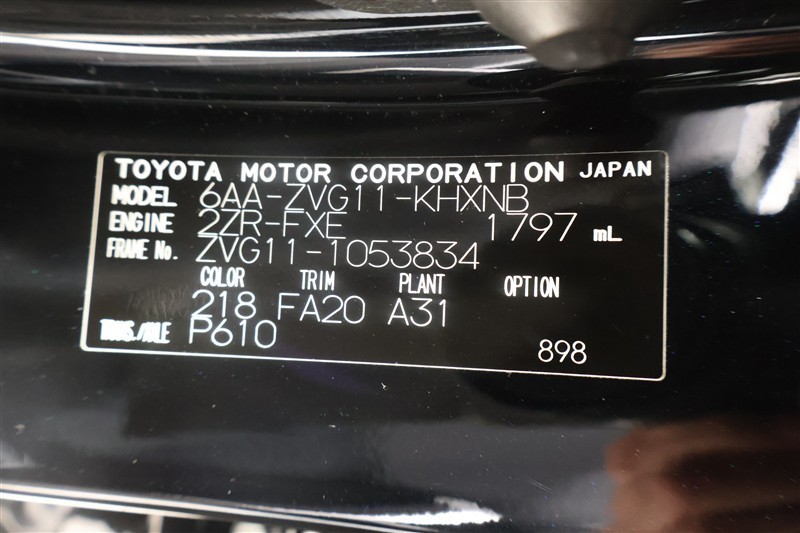 TOYOTA MOTOR CORPORATION JAPAN
MODEL 6AA-ZVG11-KHXNB
ENGINE 2ZR-FXE 1797 mL
FRAME No. ZVG11-1053834
COLOR TRIM PLANT OPTION
218 FA20 A31
TRANS./AXLE P610
898